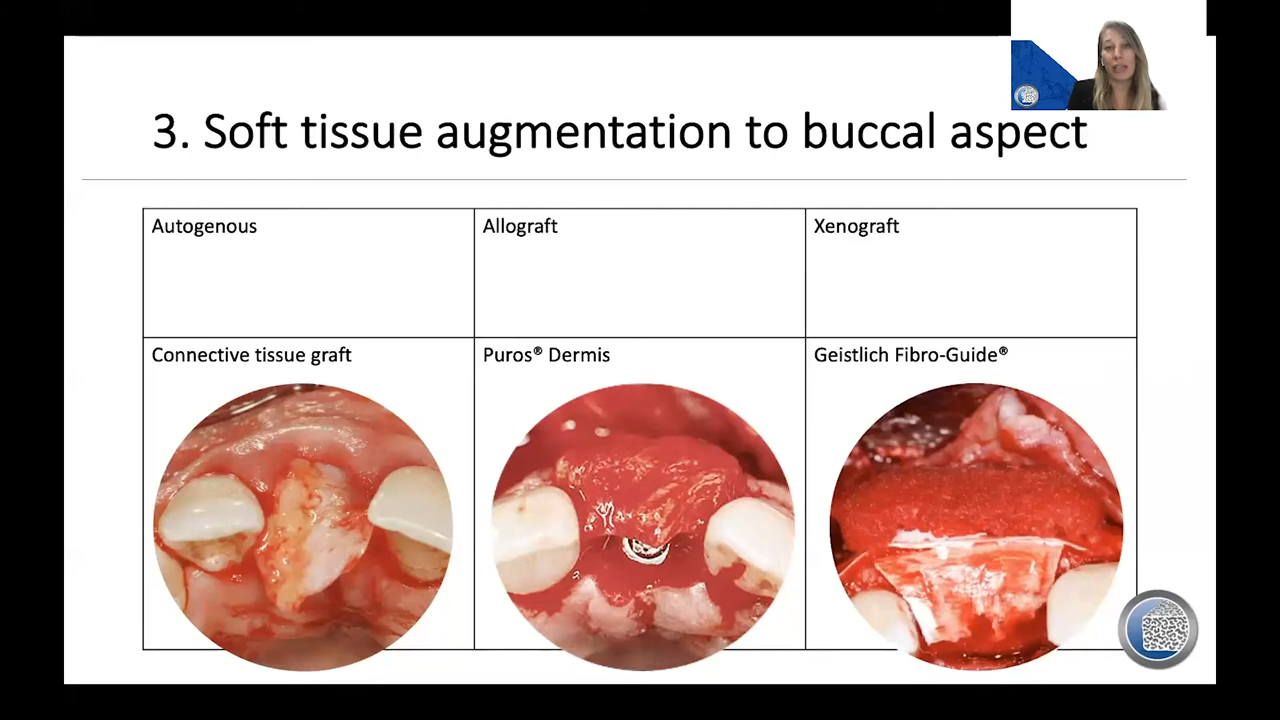 3. Soft tissue augmentation to buccal aspect
Autogenous
Allograft
Xenograft
Connective tissue graft
Puros® Dermis
Geistlich Fibro-Guide®